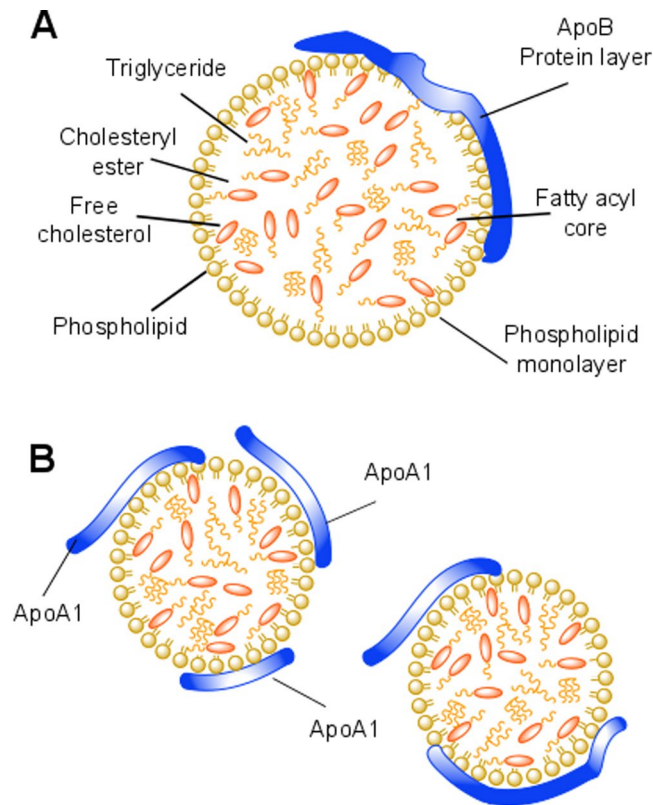 A
ApoB
Protein layer
Triglyceride
Cholesteryl
ester
Free
cholesterol
Fatty acyl
core
Phospholipid
Phospholipid
monolayer
B
ApoA1
ApoA1
ApoA1